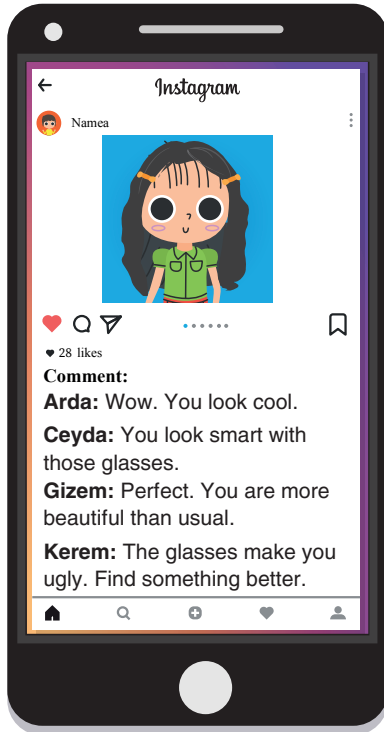 Instagram
Namea
28 likes
Comment:
Arda: Wow. You look cool.
Ceyda: You look smart with
those glasses.
Gizem: Perfect. You are more
beautiful than usual.
Kerem: The glasses make you
ugly. Find something better.